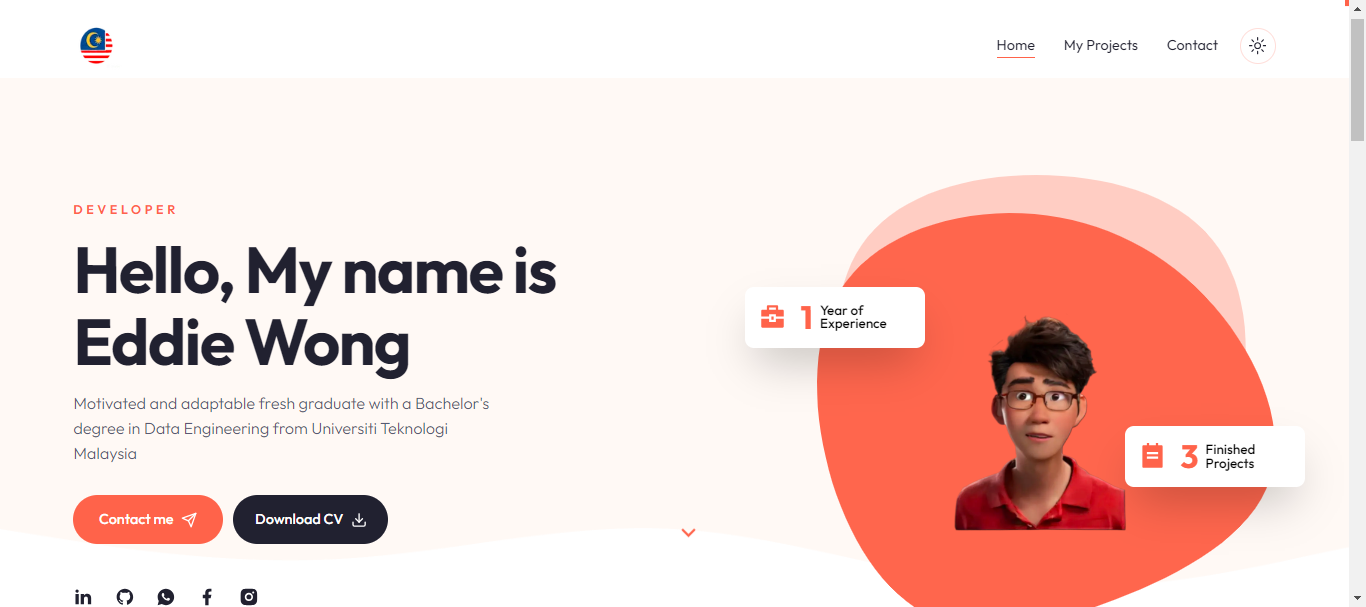 Home
My Projects
Contact
DEVELOPER
Hello, My name is
Eddie Wong
Motivated and adaptable fresh graduate with a Bachelor's
degree in Data Engineering from Universiti Teknologi
Malaysia
Contact me
Download CV
1
Year of
Experience
3
Finished
Projects